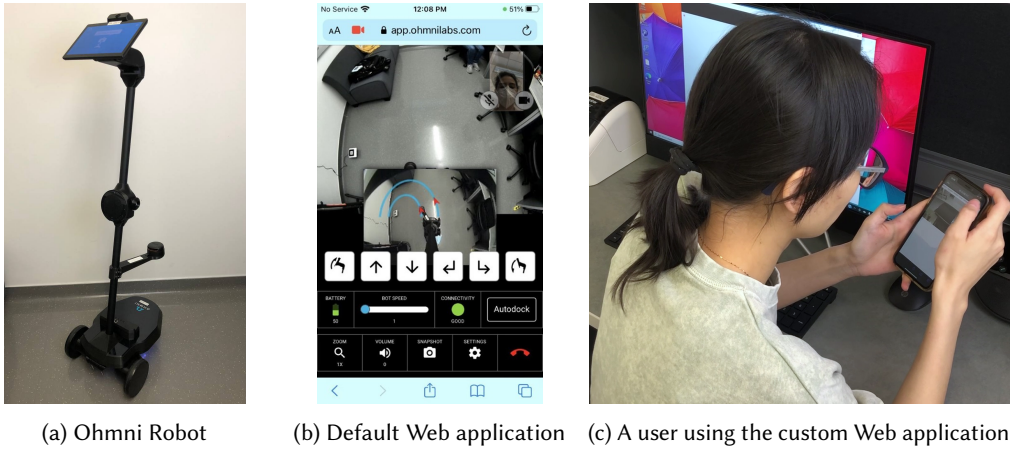 No Service 12:08 PM 51%
AA app.ohmnilabs.com
BATTERY BOT SPEED CONNECTIVITY Autodock
50 1 GOOD
ZOOM VOLUME SNAPSHOT SETTINGS
1X 0
(a) Ohmni Robot (b) Default Web application (c) A user using the custom Web application